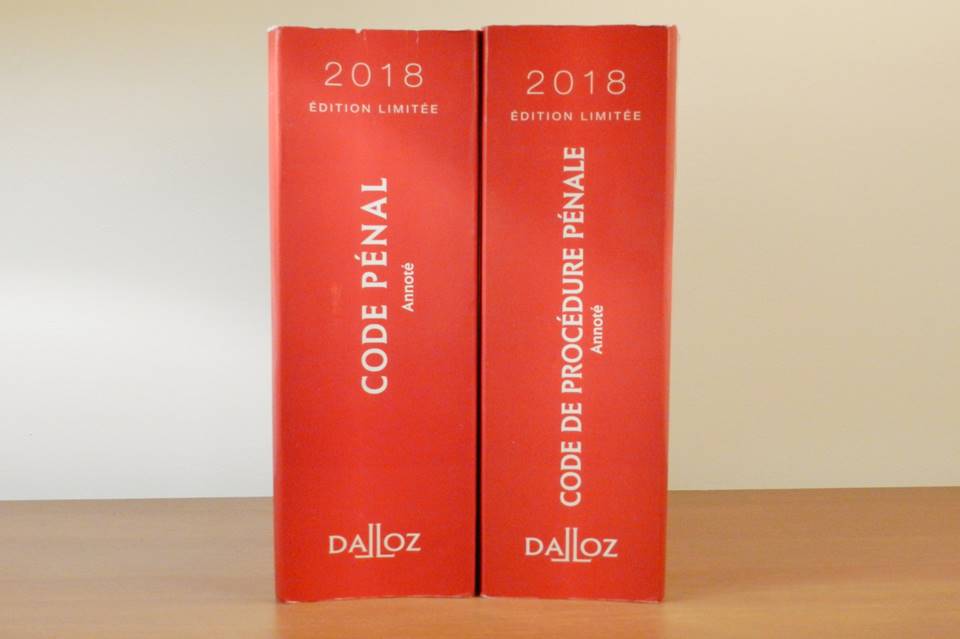 2018
ÉDITION LIMITÉE
CODE PÉNAL
Annoté
DALLOZ
2018
ÉDITION LIMITÉE
CODE DE PROCÉDURE PÉNALE
Annoté
DALLOZ